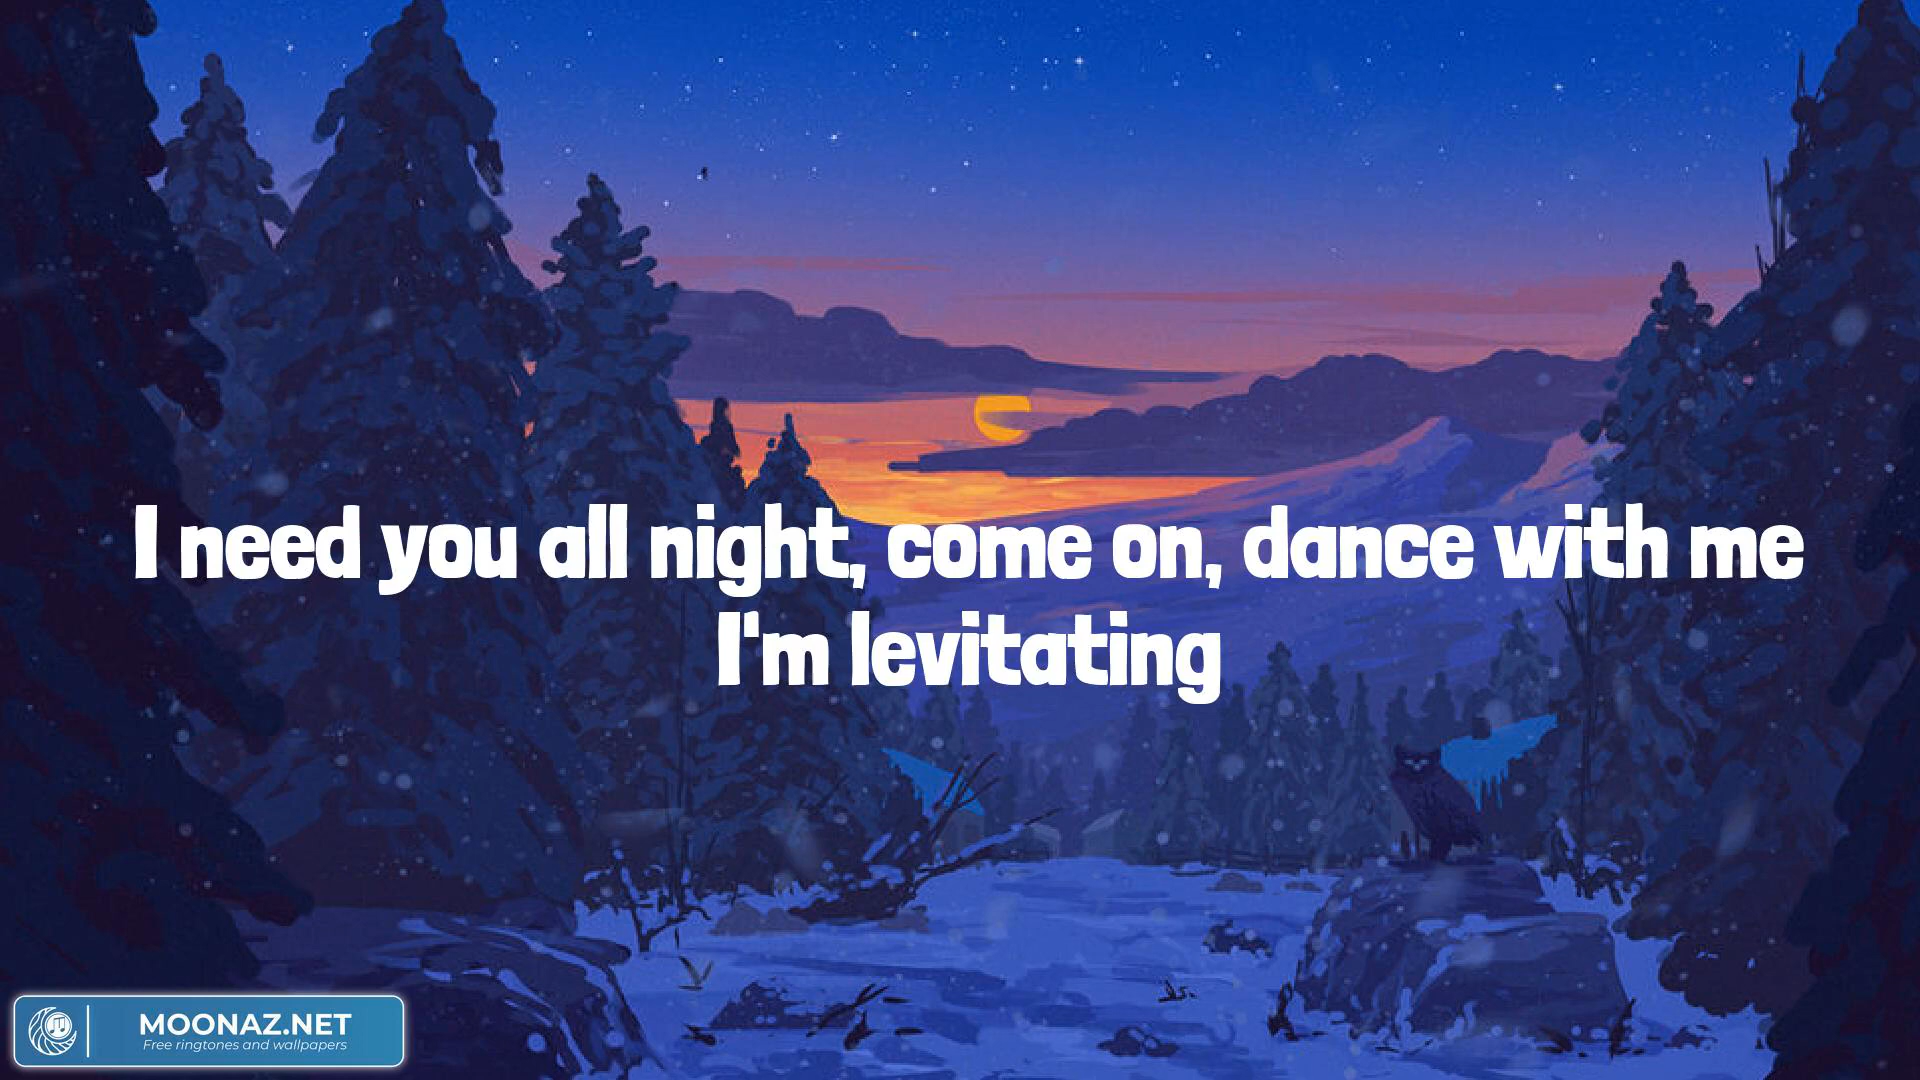 I need you all night, come on, dance with me
I'm levitating
MOONAZ.NET
Free ringtones and wallpapers